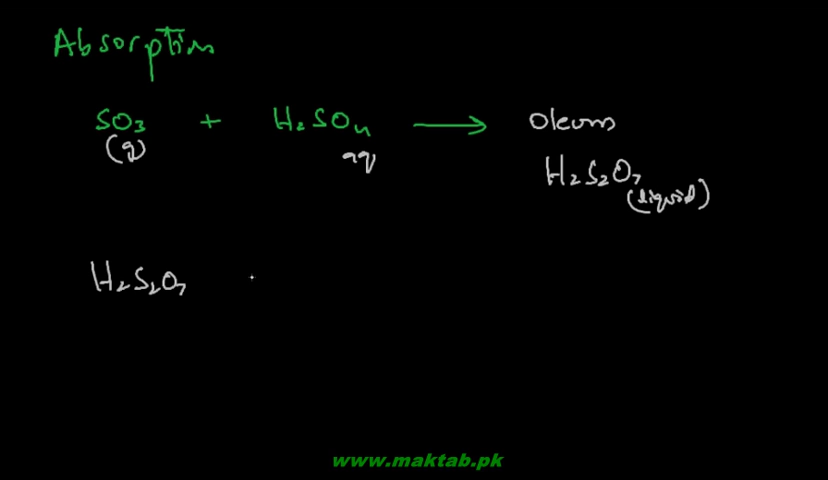 Absorption
SO3 + H2SO4 → Oleum
(g) aq H2S2O7
(liquid)
H2S2O7
www.maktab.pk